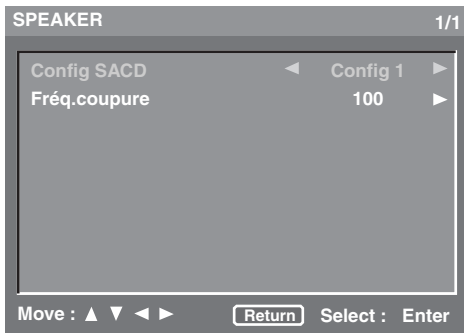 SPEAKER 1/1
Config SACD ◄ Config 1 ►
Fréq.coupure 100 ►
Move : ▲ ▼ ◄ ► Return Select : Enter